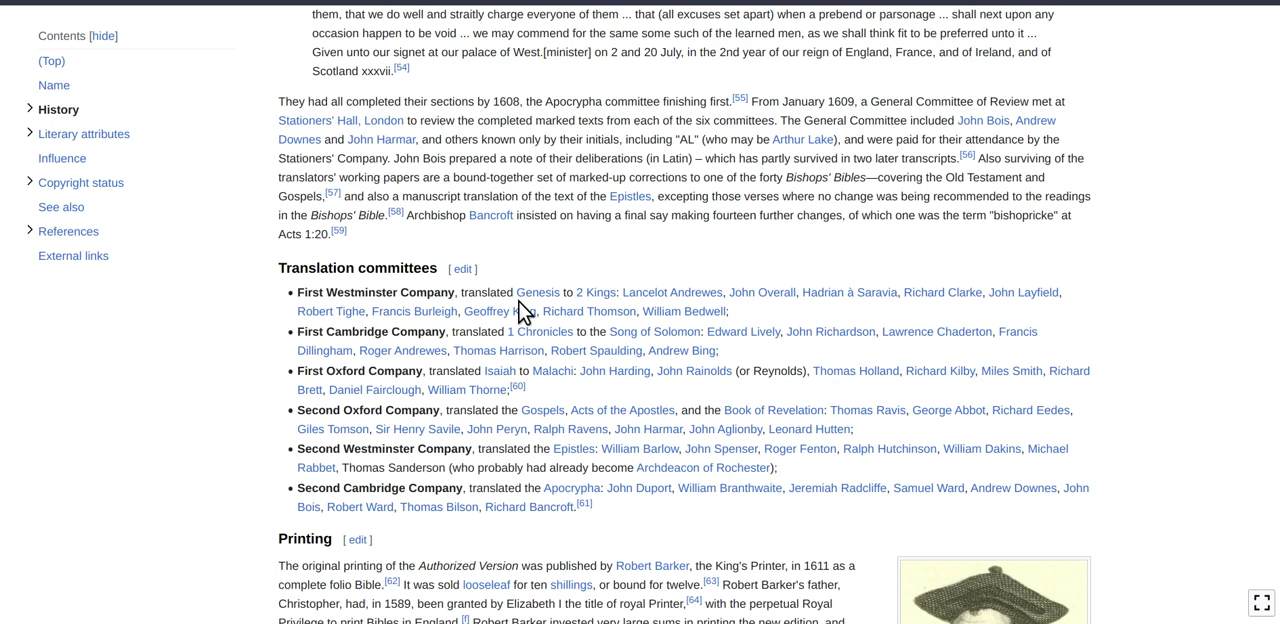 Contents [hide]
(Top)
Name
History
Literary attributes
Influence
Copyright status
See also
References
External links
them, that we do well and straitly charge everyone of them ... that (all excuses set apart) when a prebend or parsonage ... shall next upon any
occasion happen to be void ... we may commend for the same some such of the learned men, as we shall think fit to be preferred unto it ...
Given unto our signet at our palace of West.[minister] on 2 and 20 July, in the 2nd year of our reign of England, France, and of Ireland, and of
Scotland xxxvii.[54]
They had all completed their sections by 1608, the Apocrypha committee finishing first.[55] From January 1609, a General Committee of Review met at
Stationers' Hall, London to review the completed marked texts from each of the six committees. The General Committee included John Bois, Andrew
Downes and John Harmar, and others known only by their initials, including "AL" (who may be Arthur Lake), and were paid for their attendance by the
Stationers' Company. John Bois prepared a note of their deliberations (in Latin) – which has partly survived in two later transcripts.[56] Also surviving of the
translators' working papers are a bound-together set of marked-up corrections to one of the forty Bishops' Bibles—covering the Old Testament and
Gospels,[57] and also a manuscript translation of the text of the Epistles, excepting those verses where no change was being recommended to the readings
in the Bishops' Bible.[58] Archbishop Bancroft insisted on having a final say making fourteen further changes, of which one was the term "bishopricke" at
Acts 1:20.[59]
Translation committees [ edit ]
• First Westminster Company, translated Genesis to 2 Kings: Lancelot Andrewes, John Overall, Hadrian à Saravia, Richard Clarke, John Layfield,
Robert Tighe, Francis Burleigh, Geoffrey King, Richard Thomson, William Bedwell;
• First Cambridge Company, translated 1 Chronicles to the Song of Solomon: Edward Lively, John Richardson, Lawrence Chaderton, Francis
Dillingham, Roger Andrewes, Thomas Harrison, Robert Spaulding, Andrew Bing;
• First Oxford Company, translated Isaiah to Malachi: John Harding, John Rainolds (or Reynolds), Thomas Holland, Richard Kilby, Miles Smith, Richard
Brett, Daniel Fairclough, William Thorne;[60]
• Second Oxford Company, translated the Gospels, Acts of the Apostles, and the Book of Revelation: Thomas Ravis, George Abbot, Richard Eedes,
Giles Tomson, Sir Henry Savile, John Peryn, Ralph Ravens, John Harmar, John Aglionby, Leonard Hutten;
• Second Westminster Company, translated the Epistles: William Barlow, John Spenser, Roger Fenton, Ralph Hutchinson, William Dakins, Michael
Rabbet, Thomas Sanderson (who probably had already become Archdeacon of Rochester);
• Second Cambridge Company, translated the Apocrypha: John Duport, William Branthwaite, Jeremiah Radcliffe, Samuel Ward, Andrew Downes, John
Bois, Robert Ward, Thomas Bilson, Richard Bancroft.[61]
Printing [ edit ]
The original printing of the Authorized Version was published by Robert Barker, the King's Printer, in 1611 as a
complete folio Bible.[62] It was sold looseleaf for ten shillings, or bound for twelve.[63] Robert Barker's father,
Christopher, had, in 1589, been granted by Elizabeth I the title of royal Printer,[64] with the perpetual Royal
Privilege to print Bibles in England.[f] Robert Barker invested very large sums in printing the new edition, and